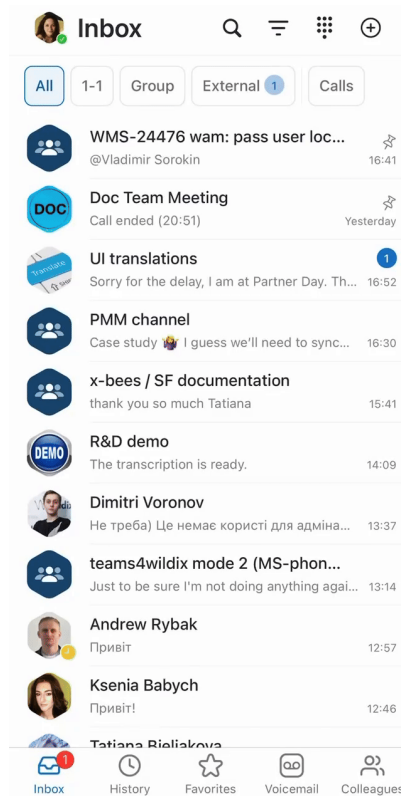 Inbox
All
1-1
Group
External 1
Calls
WMS-24476 wam: pass user loc...
@Vladimir Sorokin
16:41
DOC
Doc Team Meeting
Call ended (20:51)
Yesterday
Translate
UI translations
1
Sorry for the delay, I am at Partner Day. Th...
16:52
PMM channel
Case study 🤷‍♀️ I guess we'll need to sync...
16:30
x-bees / SF documentation
thank you so much Tatiana
15:41
DEMO
R&D demo
The transcription is ready.
14:09
Dimitri Voronov
Не треба) Це немає користі для адміна...
13:37
teams4wildix mode 2 (MS-phon...
Just to be sure I'm not doing anything agai...
13:14
Andrew Rybak
Привіт
12:57
Ksenia Babych
Привіт!
12:46
Tatiana Bieliakova
1
Inbox
History
Favorites
Voicemail
Colleagues